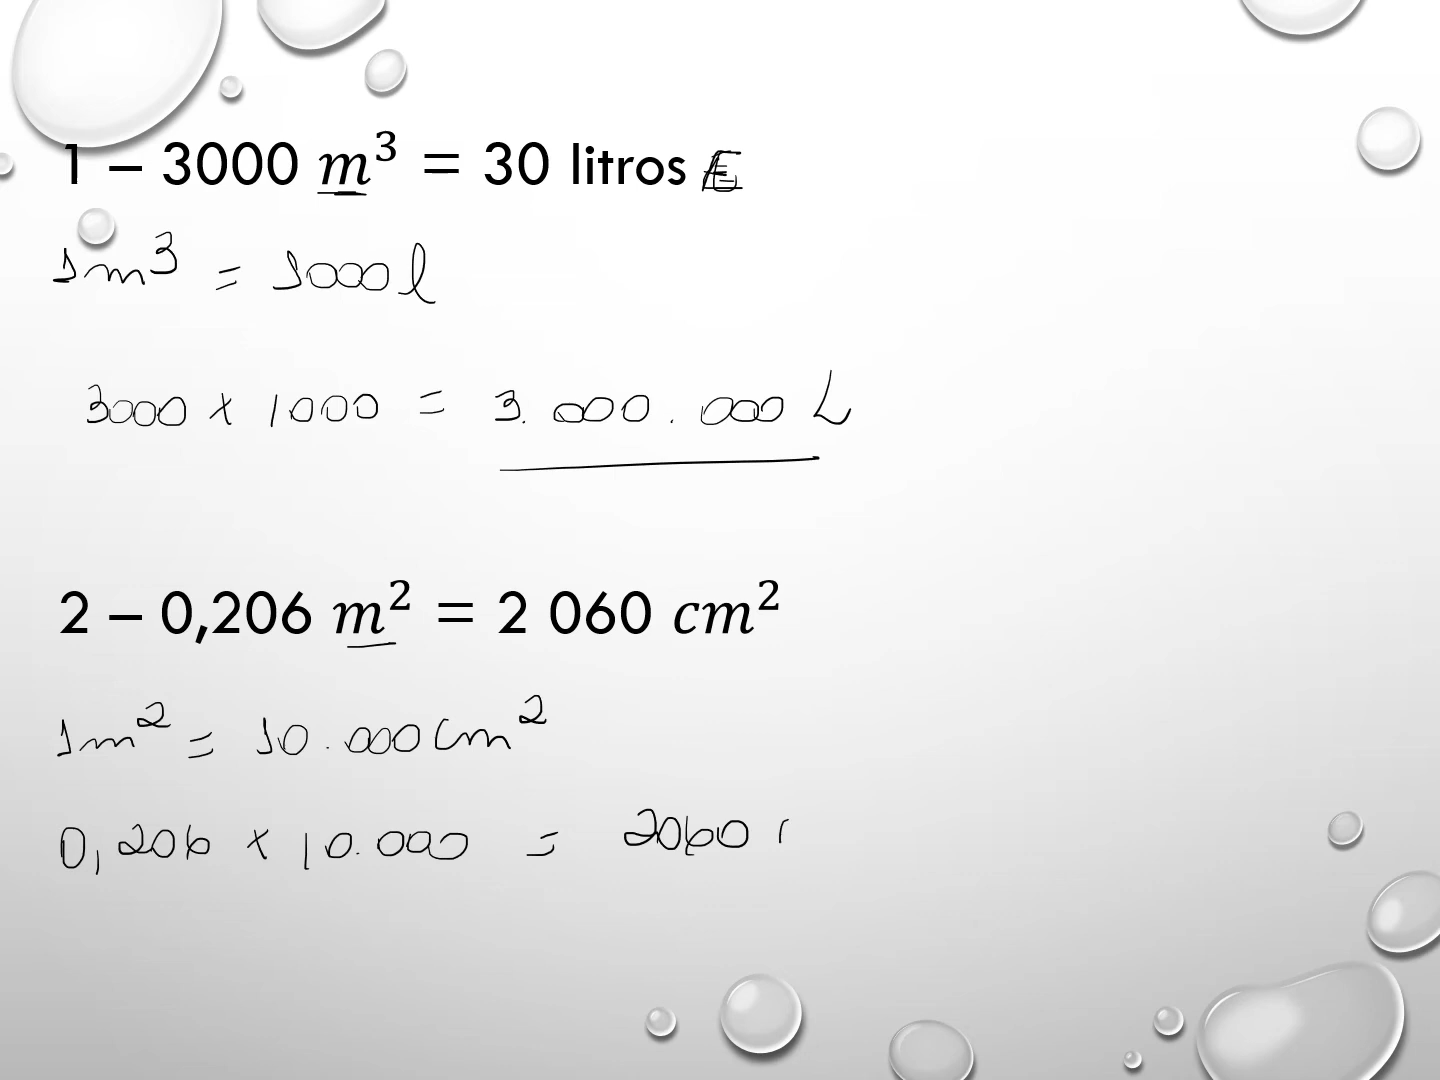 1 – 3000 m³ = 30 litros E
1m³ = 1000 l
3000 x 1000 = 3.000.000 L
2 – 0,206 m² = 2 060 cm²
1m² = 10.000 cm²
0,206 x 10.000 = 2060